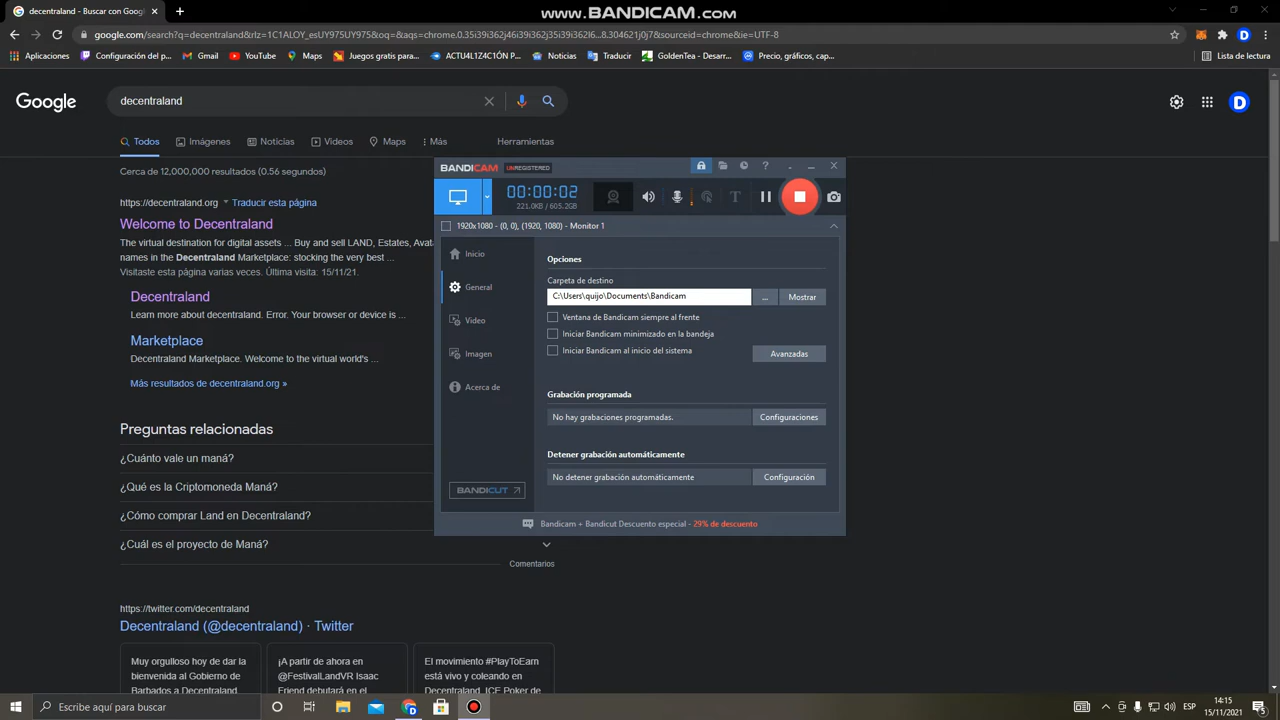 decentraland - Buscar con Googl
www.BANDICAM.com
google.com/search?q=decentraland&rlz=1C1ALOY_esUY975UY975&oq=&aqs=chrome.0.35i39i362j46i39i362j35i39i362l6...8.304621j0j7&sourceid=chrome&ie=UTF-8
Aplicaciones
Configuración del p...
Gmail
YouTube
Maps
Juegos gratis para...
ACTU4L1Z4C1ÓN P...
Noticias
Traducir
GoldenTea - Desarr...
Precio, gráficos, cap...
Lista de lectura
Google
decentraland
D
Todos
Imágenes
Noticias
Videos
Maps
Más
Herramientas
Cerca de 12,000,000 resultados (0.56 segundos)
https://decentraland.org
Traducir esta página
Welcome to Decentraland
The virtual destination for digital assets ... Buy and sell LAND, Estates, Avata
names in the Decentraland Marketplace: stocking the very best ...
Visitaste esta página varias veces. Última visita: 15/11/21.
Decentraland
Learn more about decentraland. Error. Your browser or device is ...
Marketplace
Decentraland Marketplace. Welcome to the virtual world's ...
Más resultados de decentraland.org »
Preguntas relacionadas
¿Cuánto vale un maná?
¿Qué es la Criptomoneda Maná?
¿Cómo comprar Land en Decentraland?
¿Cuál es el proyecto de Maná?
Comentarios
https://twitter.com/decentraland
Decentraland (@decentraland) · Twitter
Muy orgulloso hoy de dar la
bienvenida al Gobierno de
Barbados a Decentraland.
¡A partir de ahora en
@FestivalLandVR Isaac
Friend debutará en el
El movimiento #PlayToEarn
está vivo y coleando en
Decentraland. ICE Poker de
BANDICAM
UNREGISTERED
00:00:02
221.0KB / 605.2GB
1920x1080 - (0, 0), (1920, 1080) - Monitor 1
Inicio
General
Video
Imagen
Acerca de
BANDICUT
Opciones
Carpeta de destino
C:\Users\quijo\Documents\Bandicam
...
Mostrar
Ventana de Bandicam siempre al frente
Iniciar Bandicam minimizado en la bandeja
Iniciar Bandicam al inicio del sistema
Avanzadas
Grabación programada
No hay grabaciones programadas.
Configuraciones
Detener grabación automáticamente
No detener grabación automáticamente
Configuración
Bandicam + Bandicut Descuento especial - 29% de descuento
Escribe aquí para buscar
ESP
14:15
15/11/2021